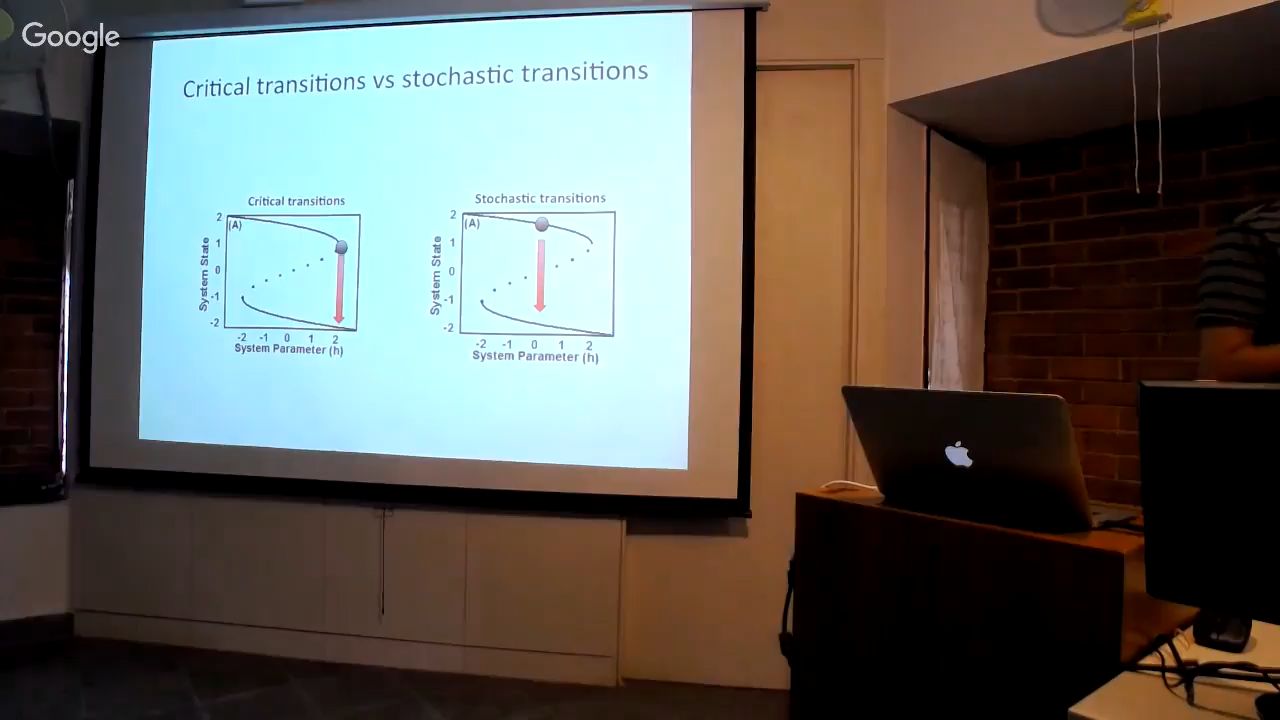 Google
Critical transitions vs stochastic transitions
Critical transitions
(A)
System State
2
1
0
-1
-2
-2 -1 0 1 2
System Parameter (h)
Stochastic transitions
(A)
System State
2
1
0
-1
-2
-2 -1 0 1 2
System Parameter (h)